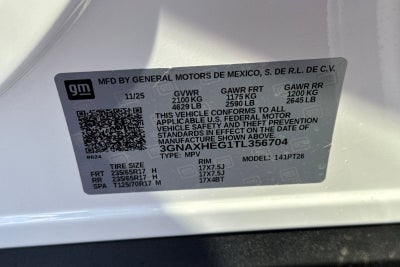 gm MFD BY GENERAL MOTORS DE MEXICO, S DE R.L. DE C.V.
11/25 GVWR GAWR FRT GAWR RR
2100 KG 1175 KG 1200 KG
4629 LB 2590 LB 2645 LB
THIS VEHICLE CONFORMS TO ALL
APPLICABLE U.S. FEDERAL MOTOR
VEHICLE SAFETY AND THEFT PREVENTION
STANDARDS IN EFFECT ON THE DATE OF
MANUFACTURE SHOWN ABOVE.
3GNAXHEG1TL356704
TYPE: MPV MODEL: 141PT26
TIRE SIZE RIM
FRT 235/65R17 H 17X7.5J
RR 235/65R17 H 17X7.5J
SPA T125/70R17 M 17X4BT